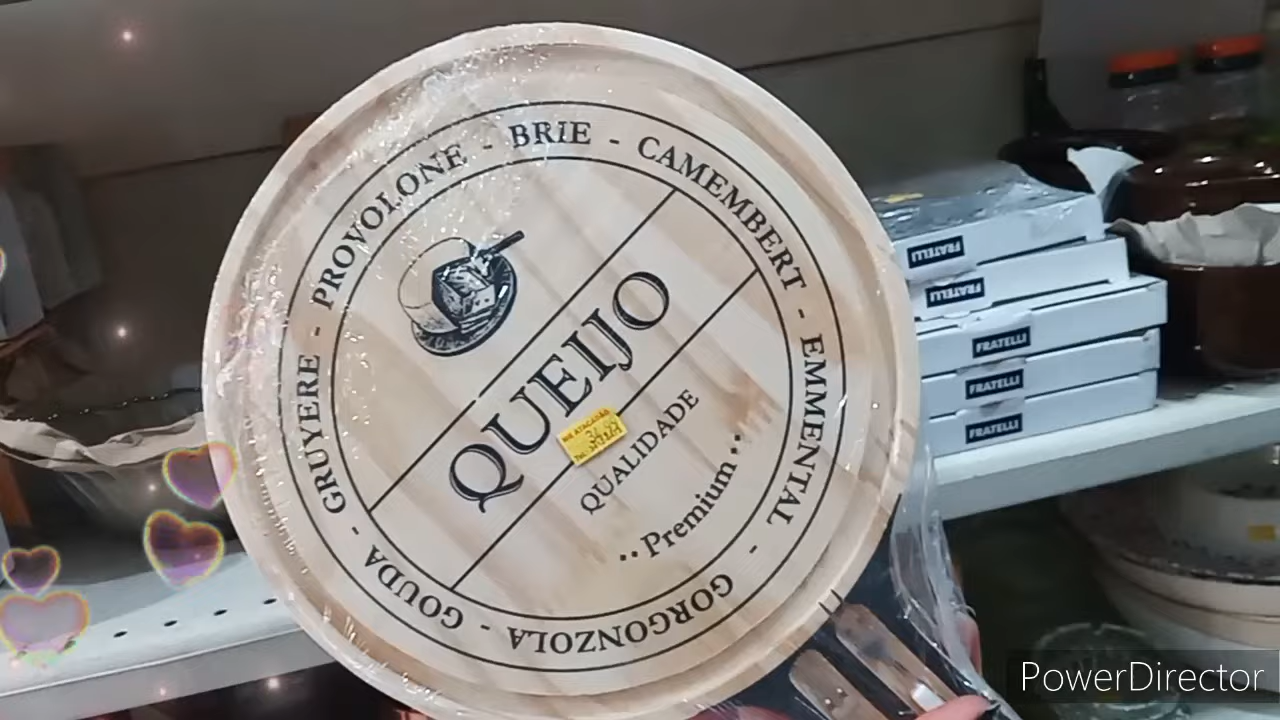 GOUDA - GRUYERE - PROVOLONE - BRIE - CAMEMBERT - EMMENTAL - GORGONZOLA -
QUEIJO
QUALIDADE
•• Premium ••
FRATELLI
FRATELLI
FRATELLI
FRATELLI
FRATELLI
PowerDirector